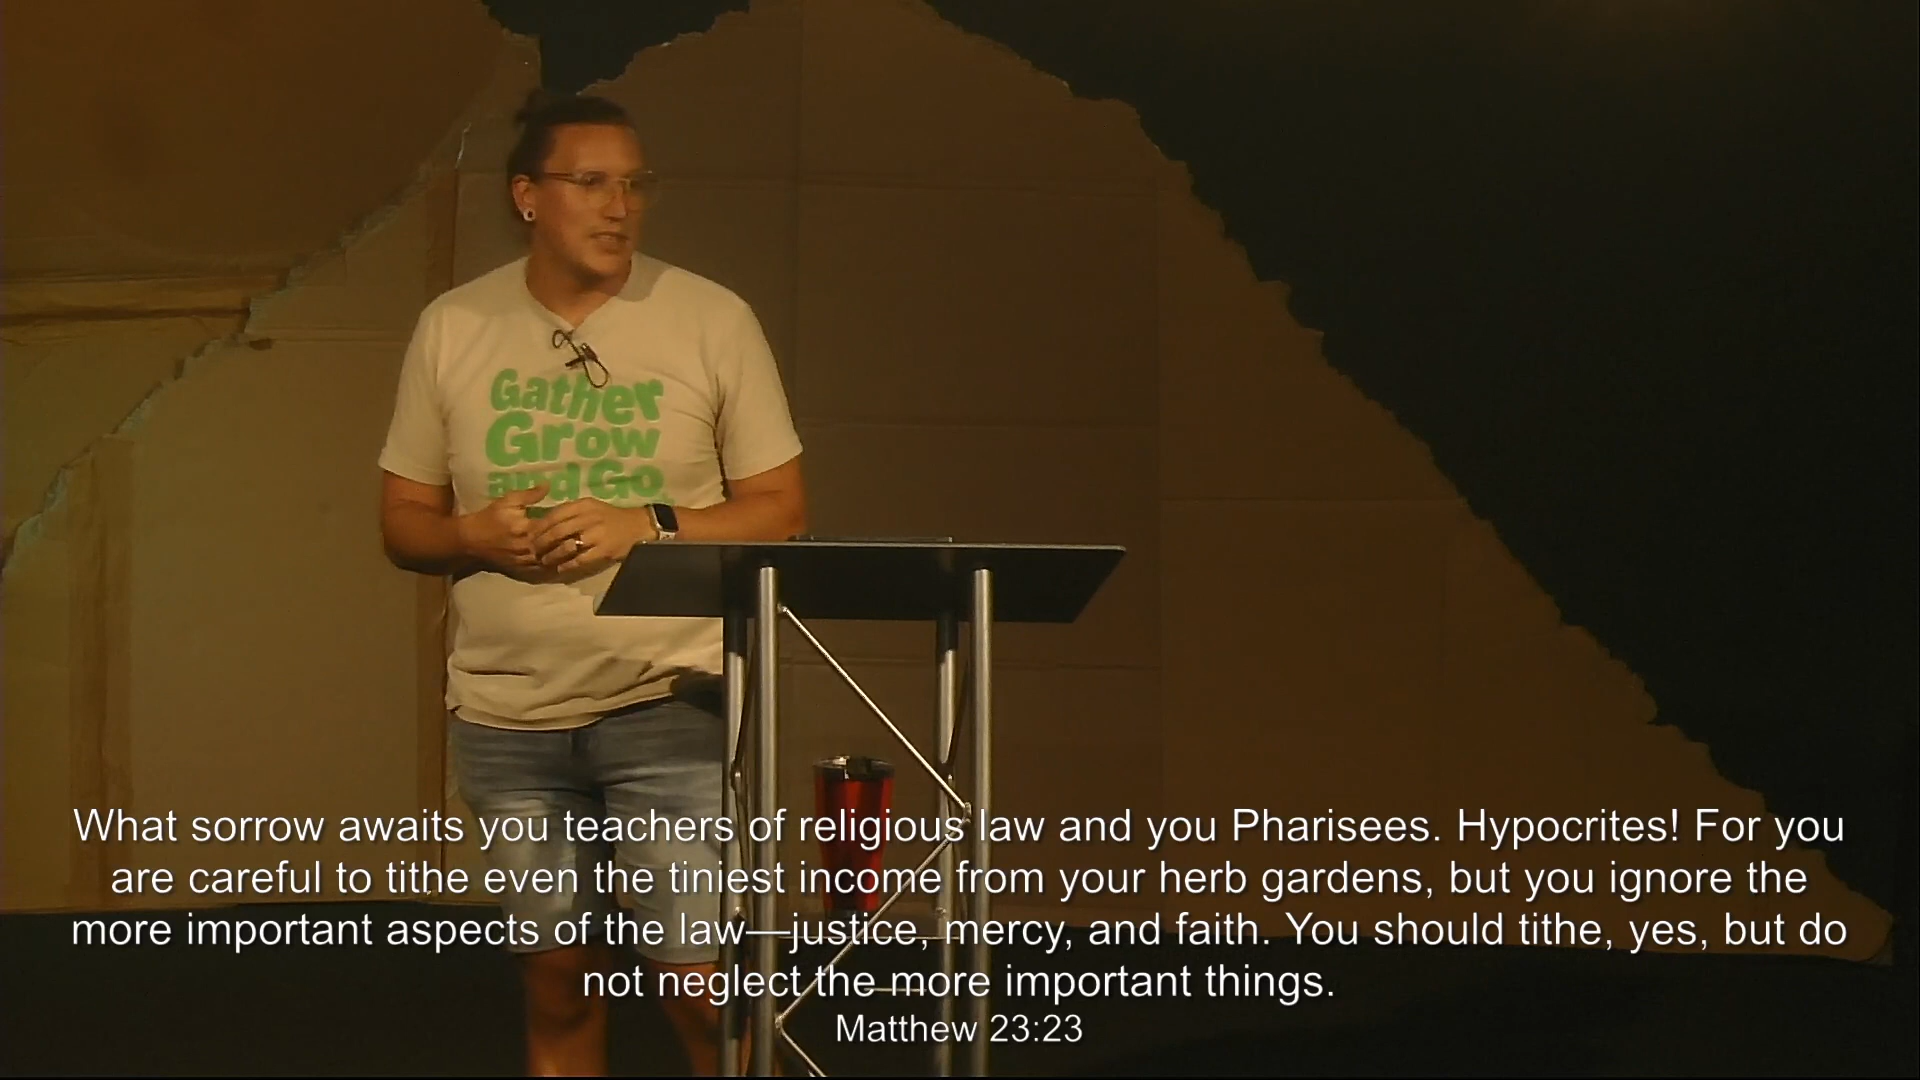 Gather
Grow
and Go
What sorrow awaits you teachers of religious law and you Pharisees. Hypocrites! For you
are careful to tithe even the tiniest income from your herb gardens, but you ignore the
more important aspects of the law—justice, mercy, and faith. You should tithe, yes, but do
not neglect the more important things.
Matthew 23:23